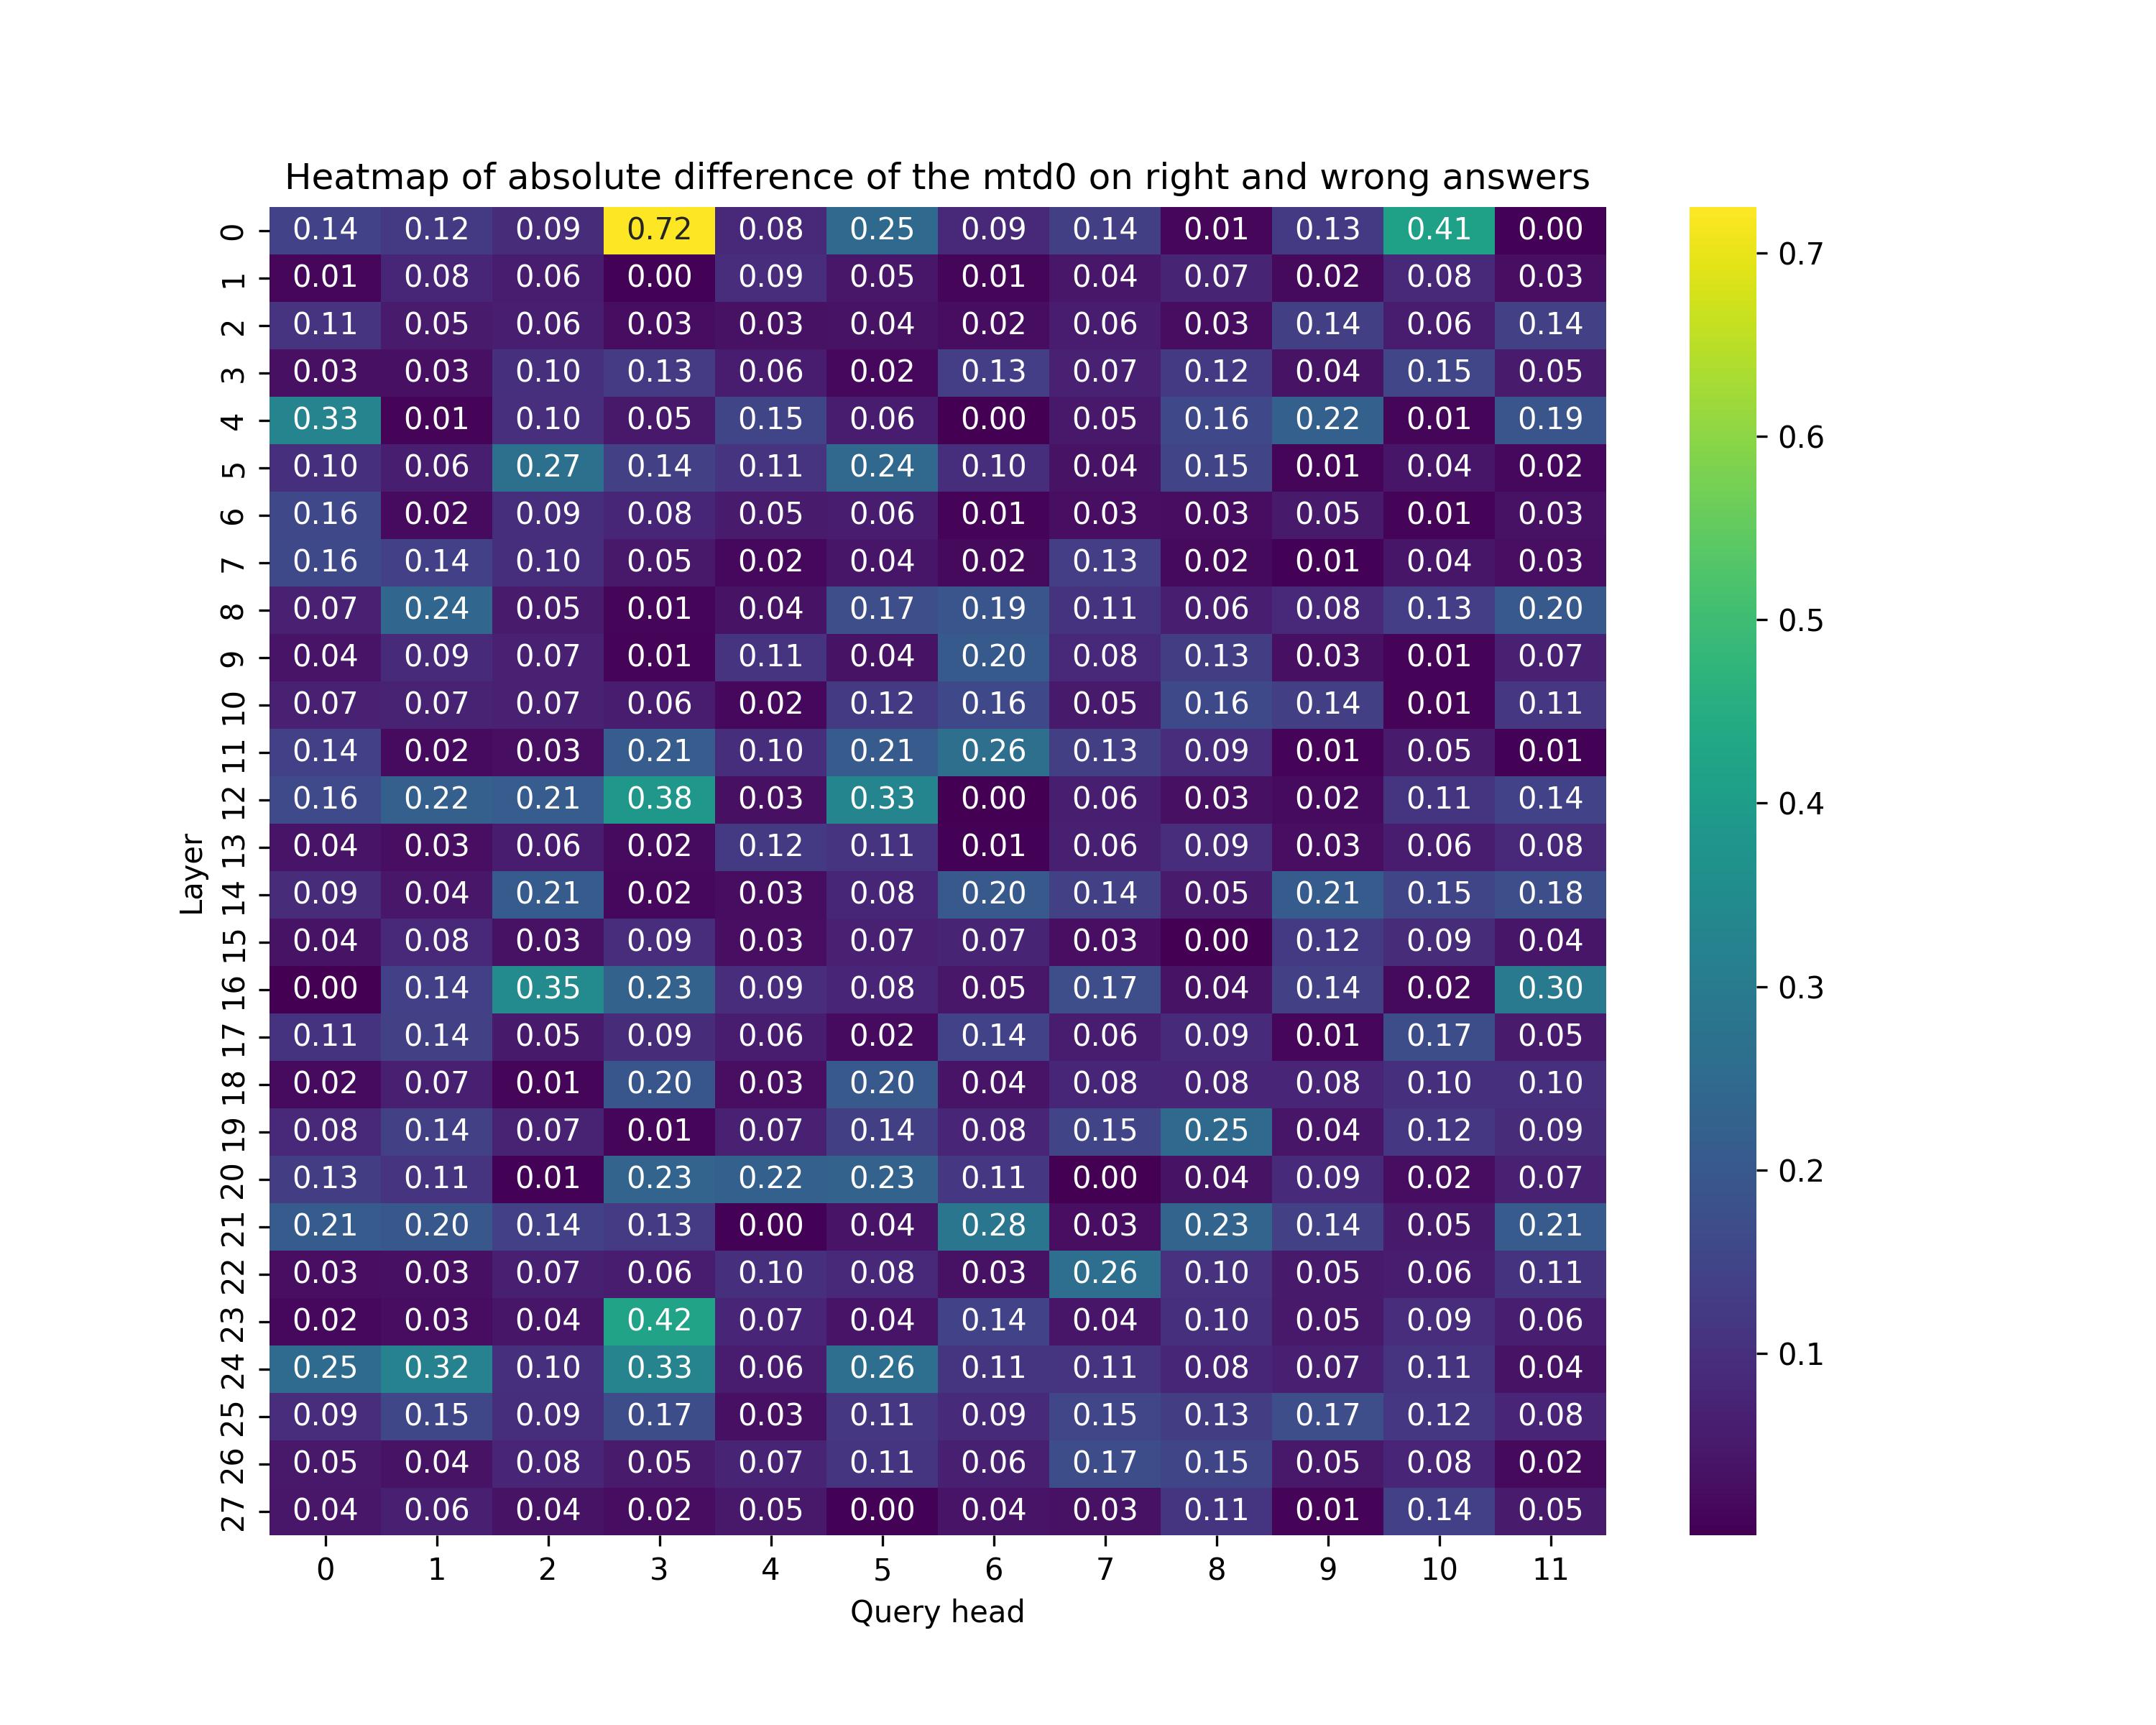 Heatmap of absolute difference of the mtd0 on right and wrong answers
0 0.14 0.12 0.09 0.72 0.08 0.25 0.09 0.14 0.01 0.13 0.41 0.00
1 0.01 0.08 0.06 0.00 0.09 0.05 0.01 0.04 0.07 0.02 0.08 0.03
2 0.11 0.05 0.06 0.03 0.03 0.04 0.02 0.06 0.03 0.14 0.06 0.14
3 0.03 0.03 0.10 0.13 0.06 0.02 0.13 0.07 0.12 0.04 0.15 0.05
4 0.33 0.01 0.10 0.05 0.15 0.06 0.00 0.05 0.16 0.22 0.01 0.19
5 0.10 0.06 0.27 0.14 0.11 0.24 0.10 0.04 0.15 0.01 0.04 0.02
6 0.16 0.02 0.09 0.08 0.05 0.06 0.01 0.03 0.03 0.05 0.01 0.03
7 0.16 0.14 0.10 0.05 0.02 0.04 0.02 0.13 0.02 0.01 0.04 0.03
8 0.07 0.24 0.05 0.01 0.04 0.17 0.19 0.11 0.06 0.08 0.13 0.20
9 0.04 0.09 0.07 0.01 0.11 0.04 0.20 0.08 0.13 0.03 0.01 0.07
10 0.07 0.07 0.07 0.06 0.02 0.12 0.16 0.05 0.16 0.14 0.01 0.11
11 0.14 0.02 0.03 0.21 0.10 0.21 0.26 0.13 0.09 0.01 0.05 0.01
12 0.16 0.22 0.21 0.38 0.03 0.33 0.00 0.06 0.03 0.02 0.11 0.14
13 0.04 0.03 0.06 0.02 0.12 0.11 0.01 0.06 0.09 0.03 0.06 0.08
14 0.09 0.04 0.21 0.02 0.03 0.08 0.20 0.14 0.05 0.21 0.15 0.18
15 0.04 0.08 0.03 0.09 0.03 0.07 0.07 0.03 0.00 0.12 0.09 0.04
16 0.00 0.14 0.35 0.23 0.09 0.08 0.05 0.17 0.04 0.14 0.02 0.30
17 0.11 0.14 0.05 0.09 0.06 0.02 0.14 0.06 0.09 0.01 0.17 0.05
18 0.02 0.07 0.01 0.20 0.03 0.20 0.04 0.08 0.08 0.08 0.10 0.10
19 0.08 0.14 0.07 0.01 0.07 0.14 0.08 0.15 0.25 0.04 0.12 0.09
20 0.13 0.11 0.01 0.23 0.22 0.23 0.11 0.00 0.04 0.09 0.02 0.07
21 0.21 0.20 0.14 0.13 0.00 0.04 0.28 0.03 0.23 0.14 0.05 0.21
22 0.03 0.03 0.07 0.06 0.10 0.08 0.03 0.26 0.10 0.05 0.06 0.11
23 0.02 0.03 0.04 0.42 0.07 0.04 0.14 0.04 0.10 0.05 0.09 0.06
24 0.25 0.32 0.10 0.33 0.06 0.26 0.11 0.11 0.08 0.07 0.11 0.04
25 0.09 0.15 0.09 0.17 0.03 0.11 0.09 0.15 0.13 0.17 0.12 0.08
26 0.05 0.04 0.08 0.05 0.07 0.11 0.06 0.17 0.15 0.05 0.08 0.02
27 0.04 0.06 0.04 0.02 0.05 0.00 0.04 0.03 0.11 0.01 0.14 0.05
0 1 2 3 4 5 6 7 8 9 10 11
Query head
Layer
0.7
0.6
0.5
0.4
0.3
0.2
0.1